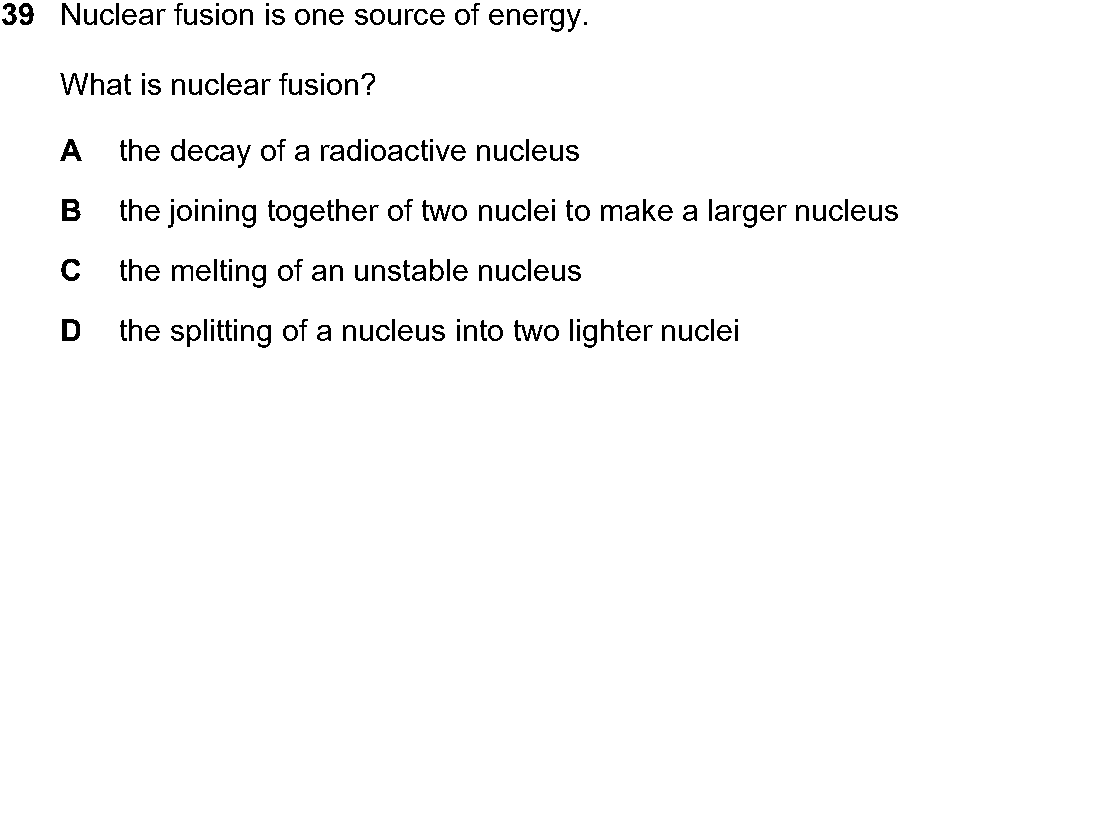 39 Nuclear fusion is one source of energy.
What is nuclear fusion?
A the decay of a radioactive nucleus
B the joining together of two nuclei to make a larger nucleus
C the melting of an unstable nucleus
D the splitting of a nucleus into two lighter nuclei